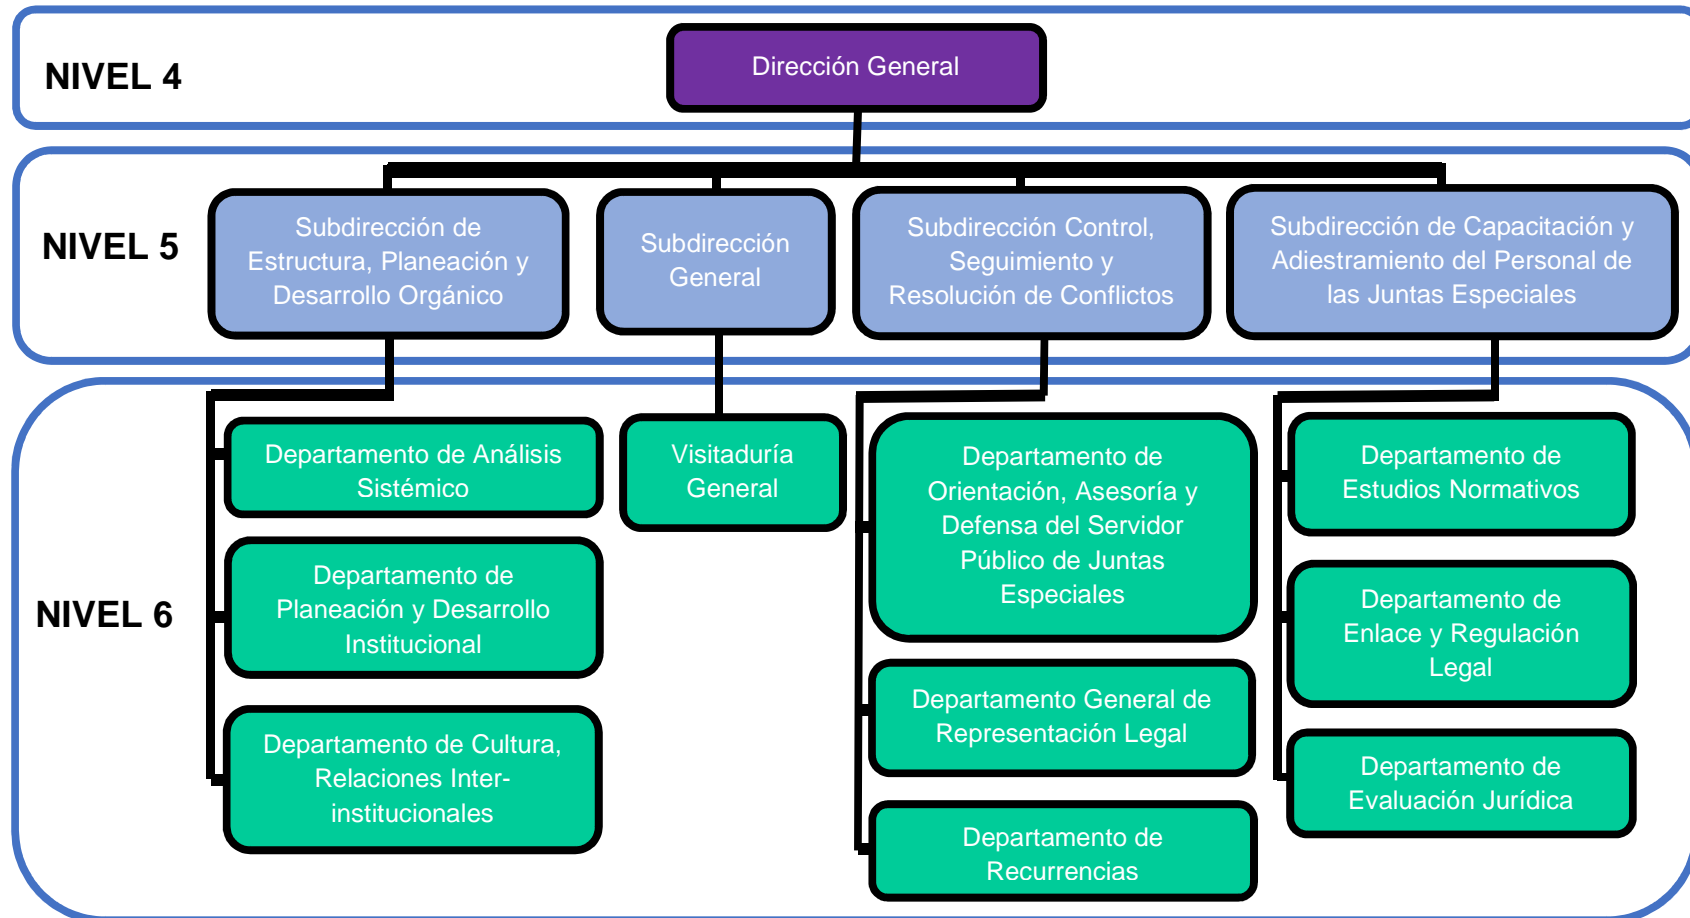 NIVEL 4
Dirección General
NIVEL 5
Subdirección de
Estructura, Planeación y
Desarrollo Orgánico
Subdirección
General
Subdirección Control,
Seguimiento y
Resolución de Conflictos
Subdirección de Capacitación y
Adiestramiento del Personal de
las Juntas Especiales
NIVEL 6
Departamento de Análisis
Sistémico
Departamento de
Planeación y Desarrollo
Institucional
Departamento de Cultura,
Relaciones Inter-
institucionales
Visitaduría
General
Departamento de
Orientación, Asesoría y
Defensa del Servidor
Público de Juntas
Especiales
Departamento General de
Representación Legal
Departamento de
Recurrencias
Departamento de
Estudios Normativos
Departamento de
Enlace y Regulación
Legal
Departamento de
Evaluación Jurídica